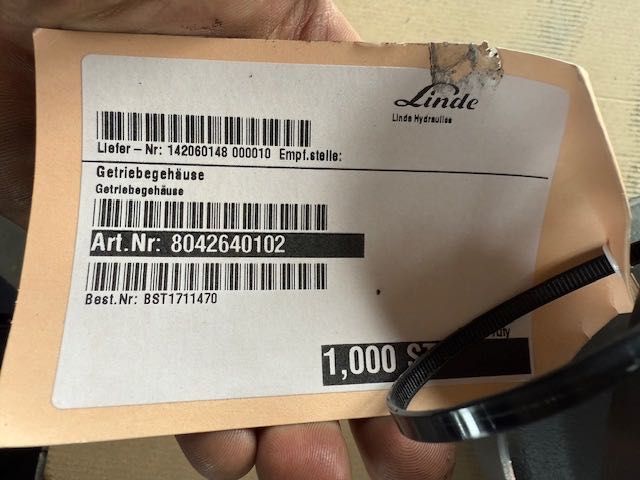 Linde
Linde Hydraulics
Liefer-Nr: 142060148 000010 Empf.stelle:
Getriebegehäuse
Getriebegehäuse
Art.Nr: 8042640102
Best.Nr: BST1711470
1,000